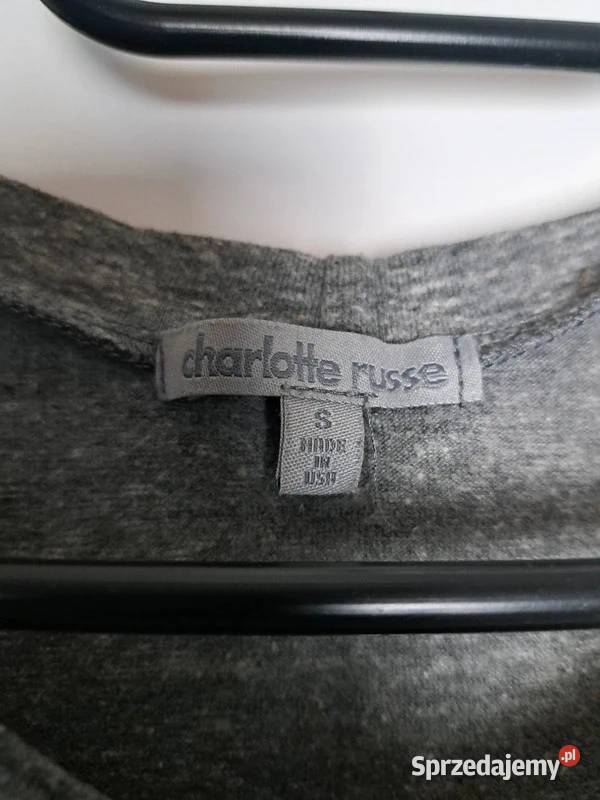 charlotte russe
S
MADE
IN
USA
Sprzedajemy.pl